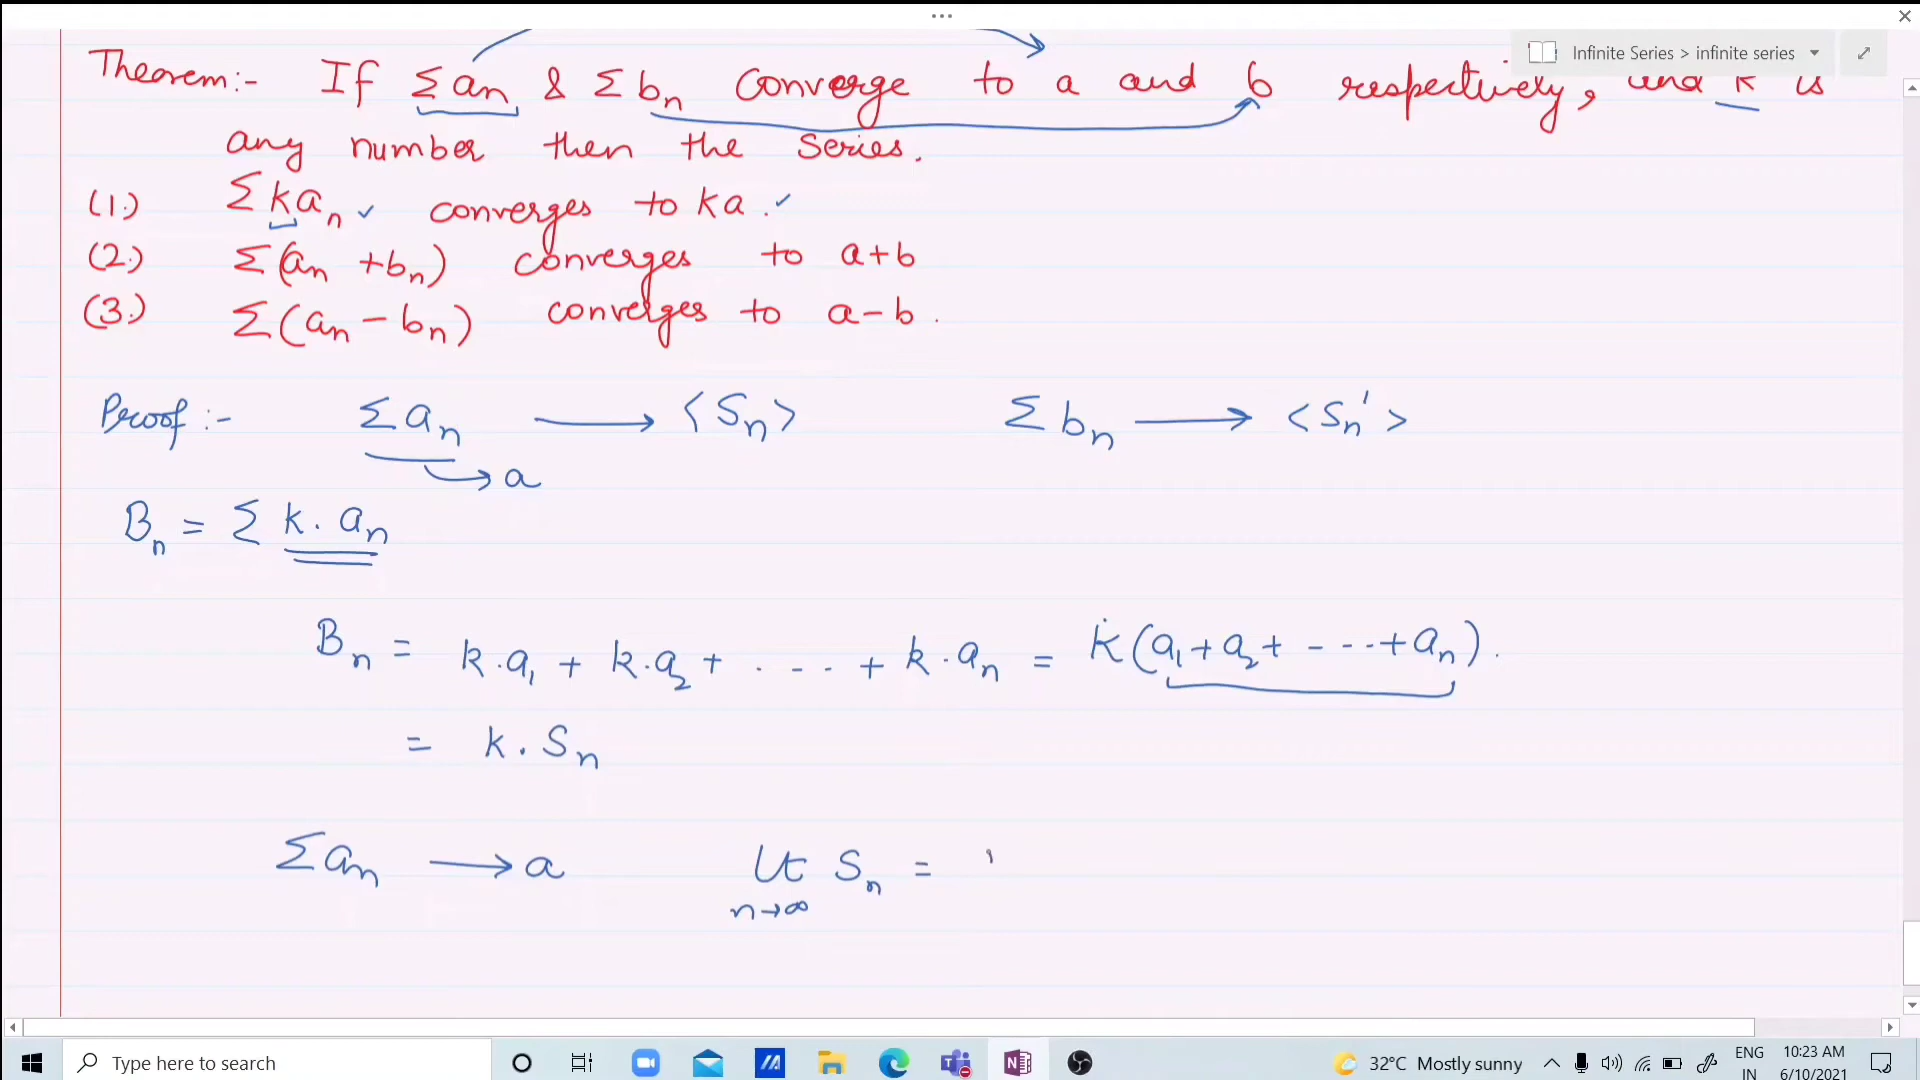 Infinite Series > infinite series
Theorem:- If Σan & Σbn Converge to a and b respectively, and k is
any number then the Series.
(1.) Σkan ✓ converges to ka. ✓
(2.) Σ(an +bn) converges to a+b
(3.) Σ(an - bn) converges to a-b.
Proof:- Σan ⟶ <Sn> Σbn ⟶ <Sn'>
→ a
Bn = Σ k. an
Bn = k.a1 + k.a2 + . -.. + k.an = k(a1+a2+ ---..+an).
= k. Sn
Σan ⟶ a Lt Sn =
n→∞
Type here to search
32°C Mostly sunny
ENG
IN
10:23 AM
6/10/2021